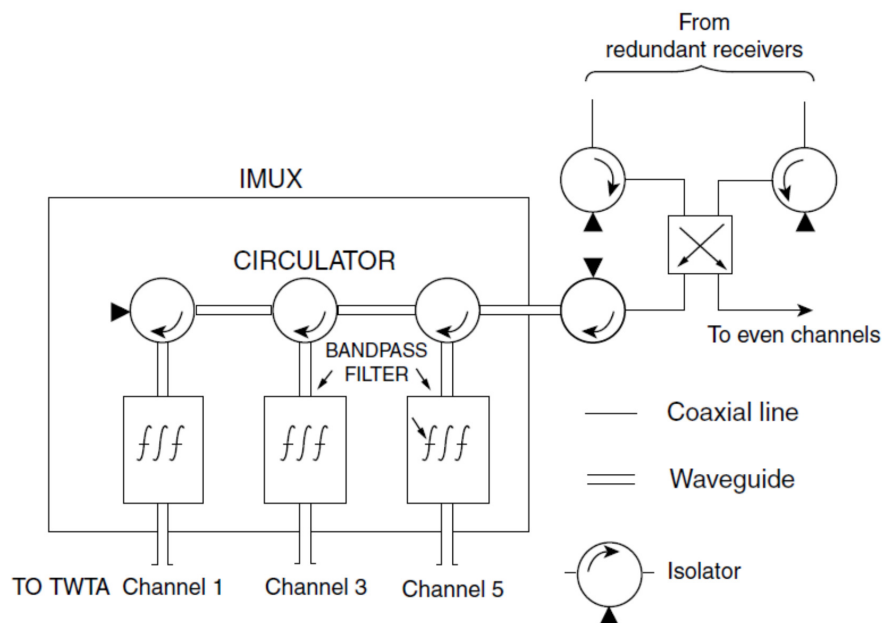 From
redundant receivers
IMUX
CIRCULATOR
BANDPASS
FILTER
To even channels
Coaxial line
Waveguide
Isolator
TO TWTA Channel 1
Channel 3
Channel 5